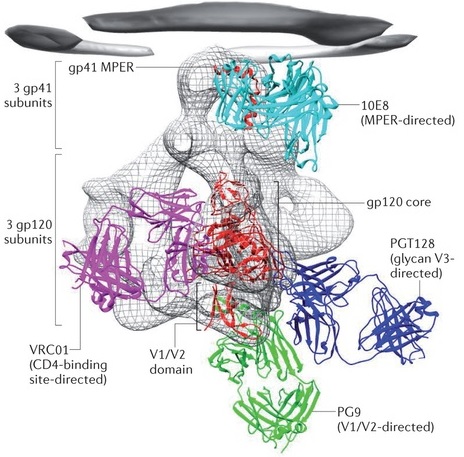 gp41 MPER
3 gp41
subunits
10E8
(MPER-directed)
gp120 core
3 gp120
subunits
PGT128
(glycan V3-
directed)
VRC01
(CD4-binding
site-directed)
V1/V2
domain
PG9
(V1/V2-directed)